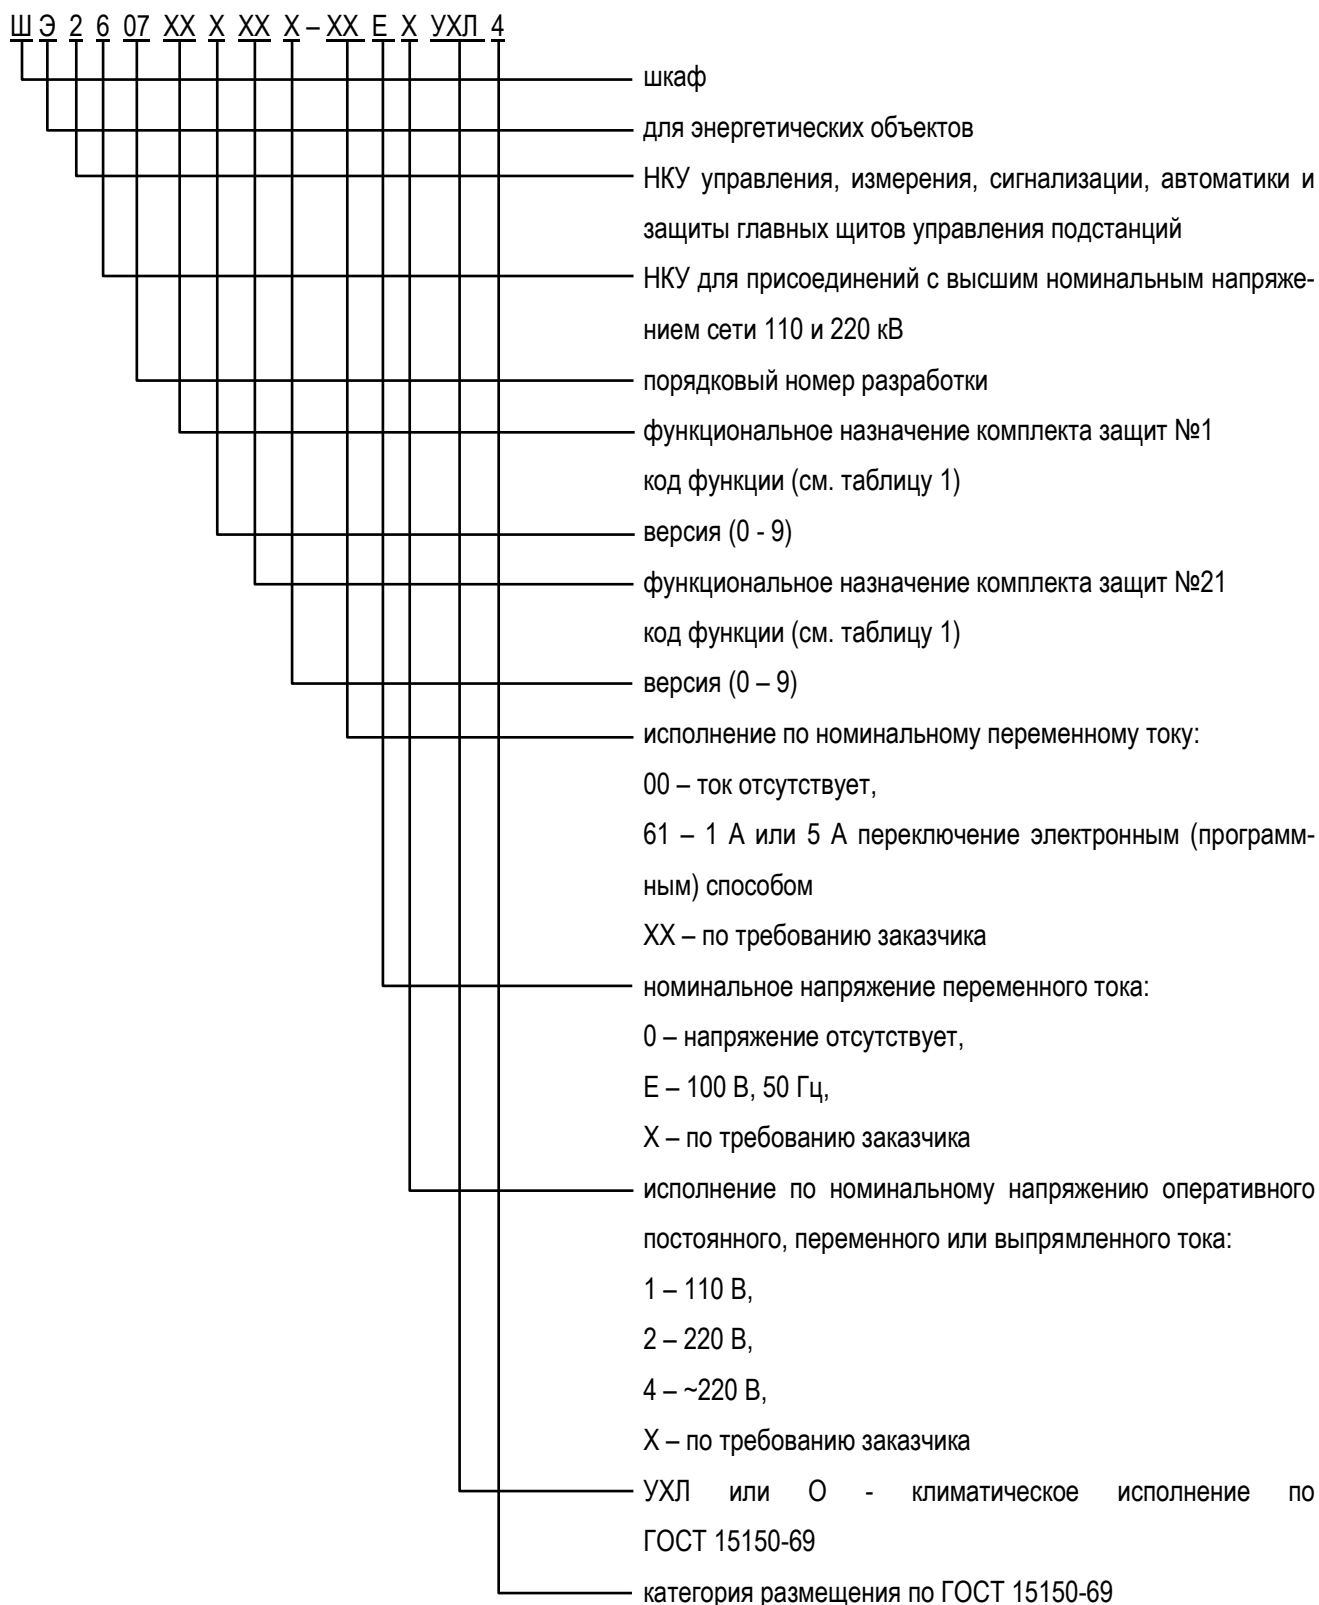 ШЭ2607 ХХ Х ХХ Х – ХХ Е Х УХЛ 4
шкаф
для энергетических объектов
НКУ управления, измерения, сигнализации, автоматики и
защиты главных щитов управления подстанций
НКУ для присоединений с высшим номинальным напряже-
нием сети 110 и 220 кВ
порядковый номер разработки
функциональное назначение комплекта защит №1
код функции (см. таблицу 1)
версия (0 - 9)
функциональное назначение комплекта защит №21
код функции (см. таблицу 1)
версия (0 – 9)
исполнение по номинальному переменному току:
00 – ток отсутствует,
61 – 1 А или 5 А переключение электронным (программ-
ным) способом
ХХ – по требованию заказчика
номинальное напряжение переменного тока:
0 – напряжение отсутствует,
Е – 100 В, 50 Гц,
Х – по требованию заказчика
исполнение по номинальному напряжению оперативного
постоянного, переменного или выпрямленного тока:
1 – 110 В,
2 – 220 В,
4 – ~220 В,
Х – по требованию заказчика
УХЛ или О - климатическое исполнение по
ГОСТ 15150-69
категория размещения по ГОСТ 15150-69